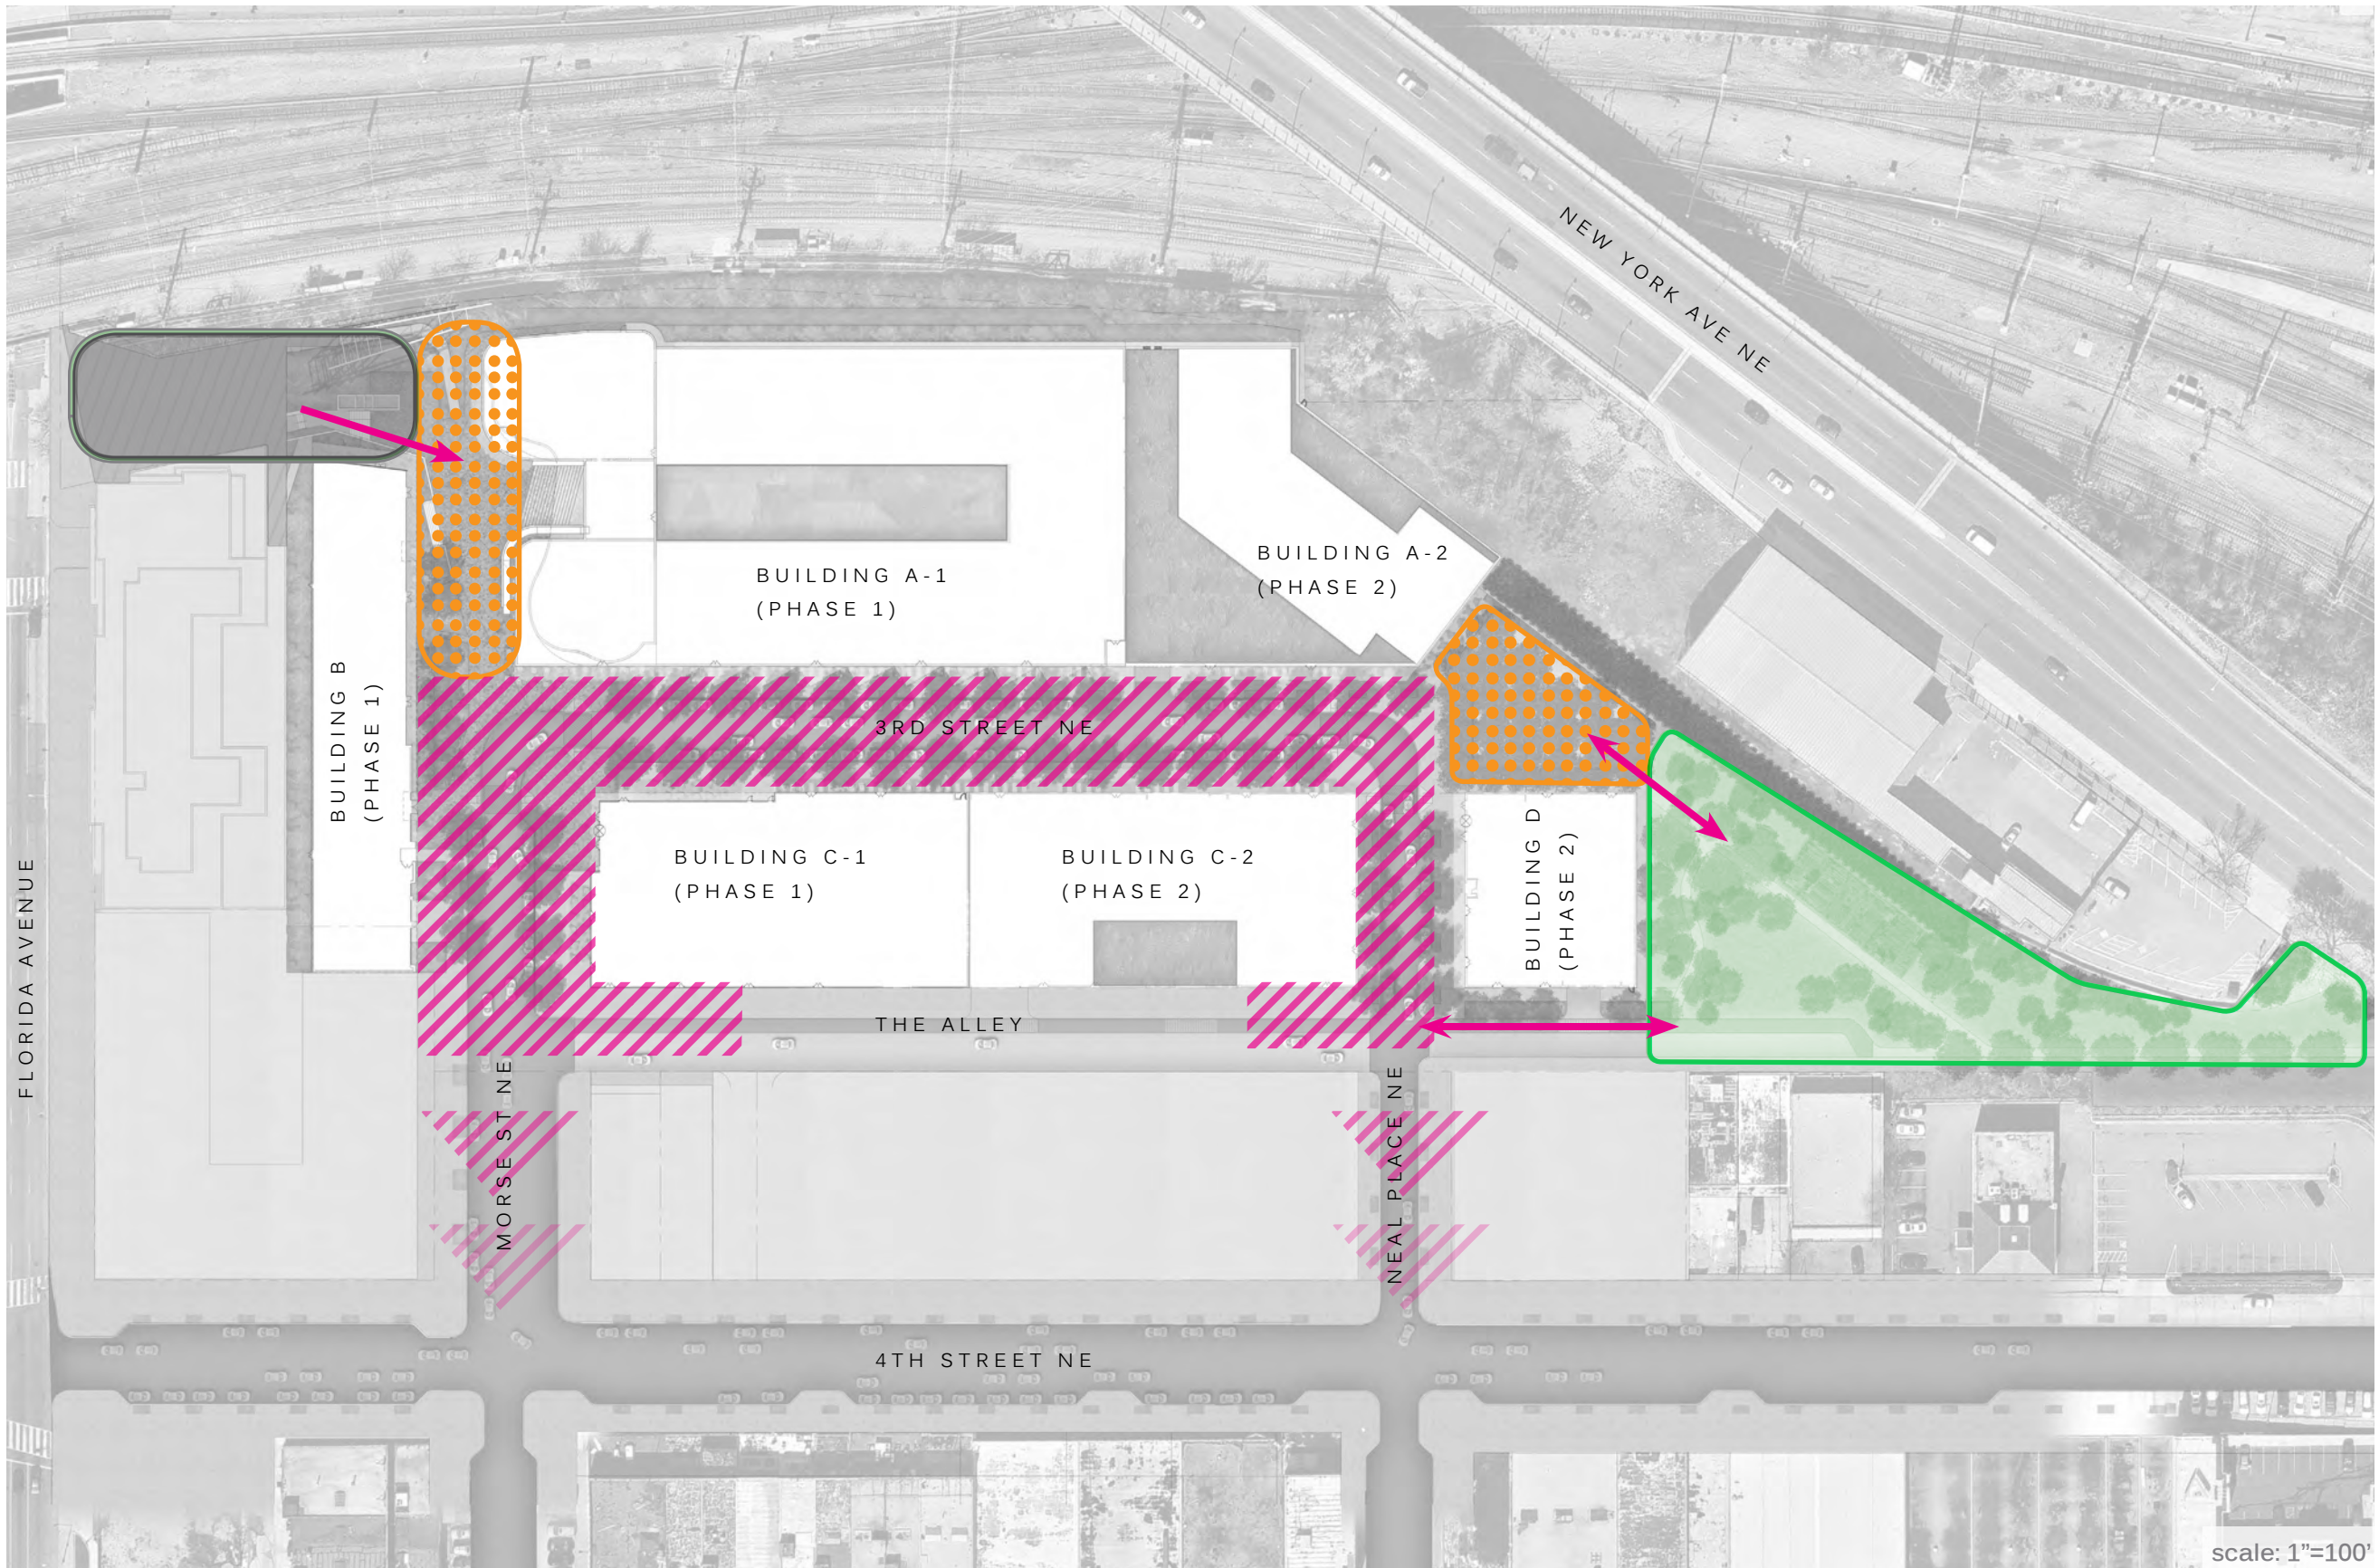 NEW YORK AVE NE
BUILDING A-2
(PHASE 2)
BUILDING A-1
(PHASE 1)
BUILDING B
(PHASE 1)
3RD STREET NE
BUILDING C-1
(PHASE 1)
BUILDING C-2
(PHASE 2)
BUILDING D
(PHASE 2)
FLORIDA AVENUE
THE ALLEY
MORSE ST NE
NEAL PLACE NE
4TH STREET NE
scale: 1”=100’